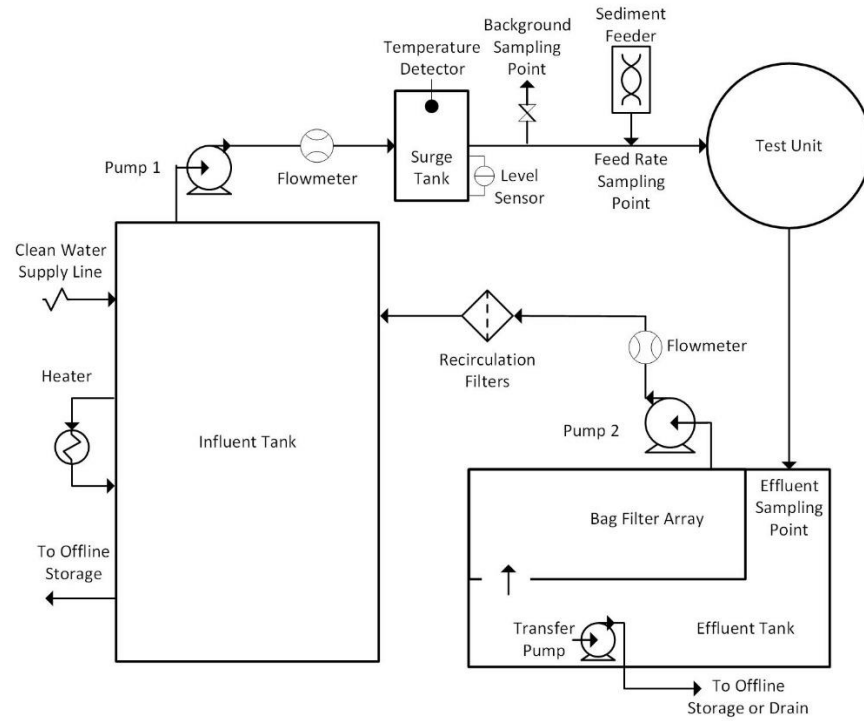 Sediment
Feeder
Background
Sampling
Point
Temperature
Detector
Test Unit
Pump 1
Flowmeter
Surge
Tank
Level
Sensor
Feed Rate
Sampling
Point
Clean Water
Supply Line
Flowmeter
Recirculation
Filters
Heater
Influent Tank
Pump 2
Bag Filter Array
Effluent
Sampling
Point
To Offline
Storage
Transfer
Pump
Effluent Tank
To Offline
Storage or Drain